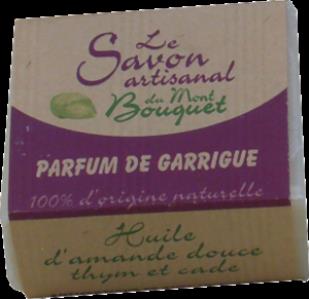 Le
Savon
artisanal
du Mont
Bouquet
PARFUM DE GARRIGUE
100% d'origine naturelle
Huile
d'amande douce
thym et cade